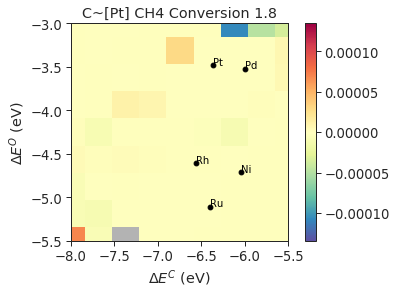 C~[Pt] CH4 Conversion 1.8
−3.0
−3.5
−4.0
−4.5
−5.0
−5.5
ΔE^O (eV)
Pt
Pd
Rh
Ni
Ru
−8.0 −7.5 −7.0 −6.5 −6.0 −5.5
ΔE^C (eV)
0.00010
0.00005
0.00000
−0.00005
−0.00010